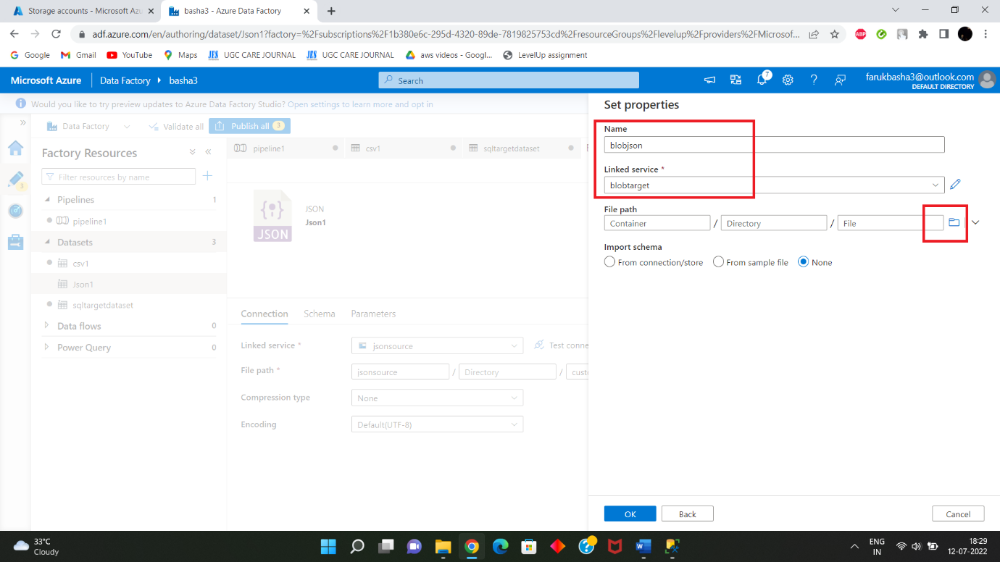 Storage accounts - Microsoft Azu
basha3 - Azure Data Factory
adf.azure.com/en/authoring/dataset/Json1?factory=%2Fsubscriptions%2F1b380e6c-295d-4320-89de-7819825753cd%2FresourceGroups%2Flevelup%2Fproviders%2FMicrosof...
ABP
Google
Gmail
YouTube
Maps
JES UGC CARE JOURNAL
JES UGC CARE JOURNAL
aws videos - Googl...
LevelUp assignment
Microsoft Azure
Data Factory
basha3
Search
7
farukbasha3@outlook.com
DEFAULT DIRECTORY
Would you like to try preview updates to Azure Data Factory Studio? Open settings to learn more and opt in
Data Factory
Validate all
Publish all 3
Factory Resources
Filter resources by name
3
Pipelines 1
pipeline1
Datasets 3
csv1
Json1
sqltargetdataset
Data flows 0
Power Query 0
pipeline1
csv1
sqltargetdataset
JSON
JSON
Json1
Connection
Schema
Parameters
Linked service *
jsonsource
Test conne
File path *
jsonsource / Directory / custo
Compression type
None
Encoding
Default(UTF-8)
Set properties
Name
blobjson
Linked service *
blobtarget
File path
Container / Directory / File
Import schema
From connection/store
From sample file
None
OK
Back
Cancel
33°C
Cloudy
ENG
IN
18:29
12-07-2022